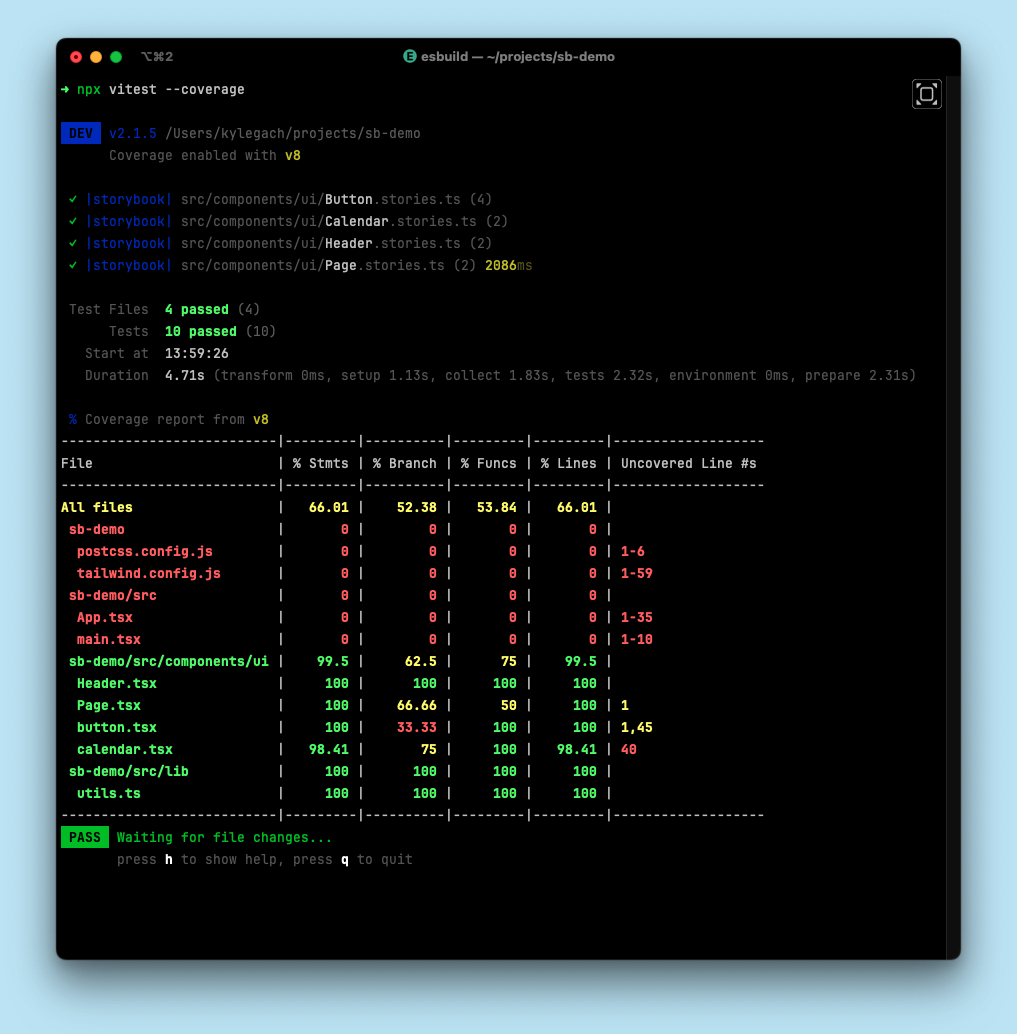 ⌥⌘2 E esbuild — ~/projects/sb-demo
➜ npx vitest --coverage
DEV v2.1.5 /Users/kylegach/projects/sb-demo
Coverage enabled with v8
✓ |storybook| src/components/ui/Button.stories.ts (4)
✓ |storybook| src/components/ui/Calendar.stories.ts (2)
✓ |storybook| src/components/ui/Header.stories.ts (2)
✓ |storybook| src/components/ui/Page.stories.ts (2) 2086ms
Test Files 4 passed (4)
Tests 10 passed (10)
Start at 13:59:26
Duration 4.71s (transform 0ms, setup 1.13s, collect 1.83s, tests 2.32s, environment 0ms, prepare 2.31s)
% Coverage report from v8
---------------------------|---------|----------|---------|---------|-------------------
File | % Stmts | % Branch | % Funcs | % Lines | Uncovered Line #s
---------------------------|---------|----------|---------|---------|-------------------
All files | 66.01 | 52.38 | 53.84 | 66.01 |
sb-demo | 0 | 0 | 0 | 0 |
postcss.config.js | 0 | 0 | 0 | 0 | 1-6
tailwind.config.js | 0 | 0 | 0 | 0 | 1-59
sb-demo/src | 0 | 0 | 0 | 0 |
App.tsx | 0 | 0 | 0 | 0 | 1-35
main.tsx | 0 | 0 | 0 | 0 | 1-10
sb-demo/src/components/ui | 99.5 | 62.5 | 75 | 99.5 |
Header.tsx | 100 | 100 | 100 | 100 |
Page.tsx | 100 | 66.66 | 50 | 100 | 1
button.tsx | 100 | 33.33 | 100 | 100 | 1,45
calendar.tsx | 98.41 | 75 | 100 | 98.41 | 40
sb-demo/src/lib | 100 | 100 | 100 | 100 |
utils.ts | 100 | 100 | 100 | 100 |
---------------------------|---------|----------|---------|---------|-------------------
PASS Waiting for file changes...
press h to show help, press q to quit